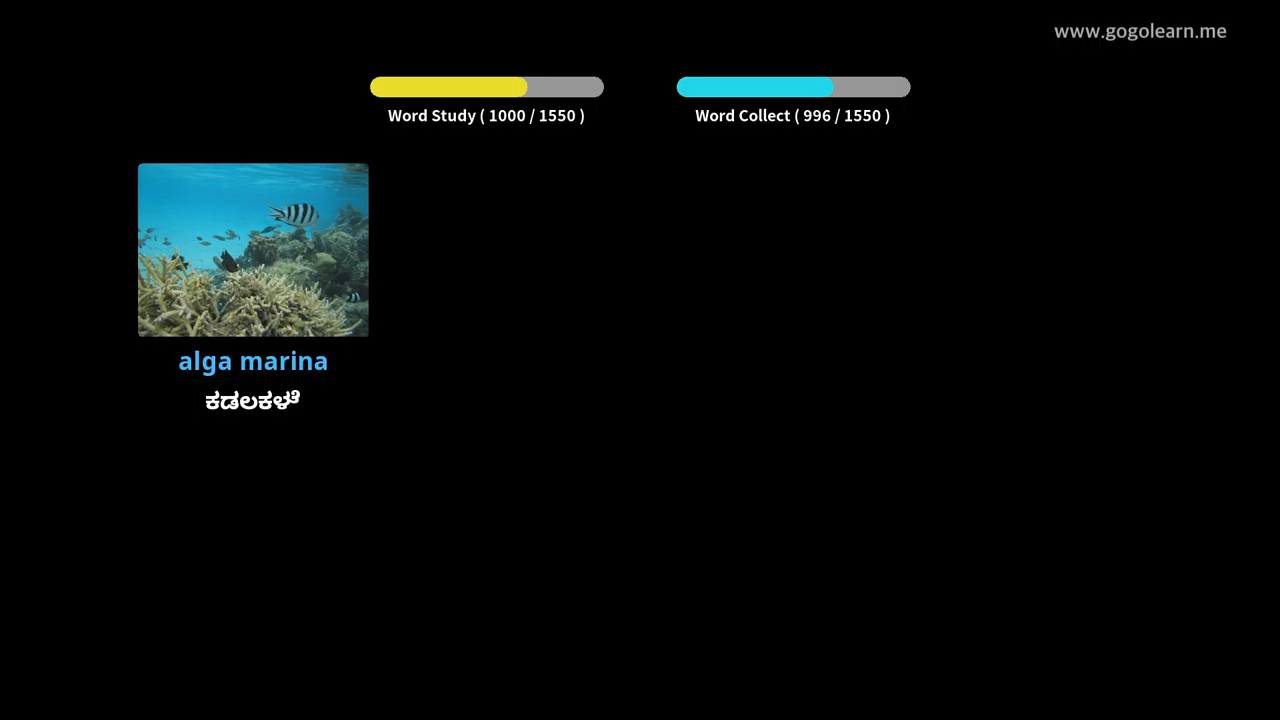 www.gogolearn.me
Word Study ( 1000 / 1550 )
Word Collect ( 996 / 1550 )
alga marina
ಕಡಲಕಳೆ